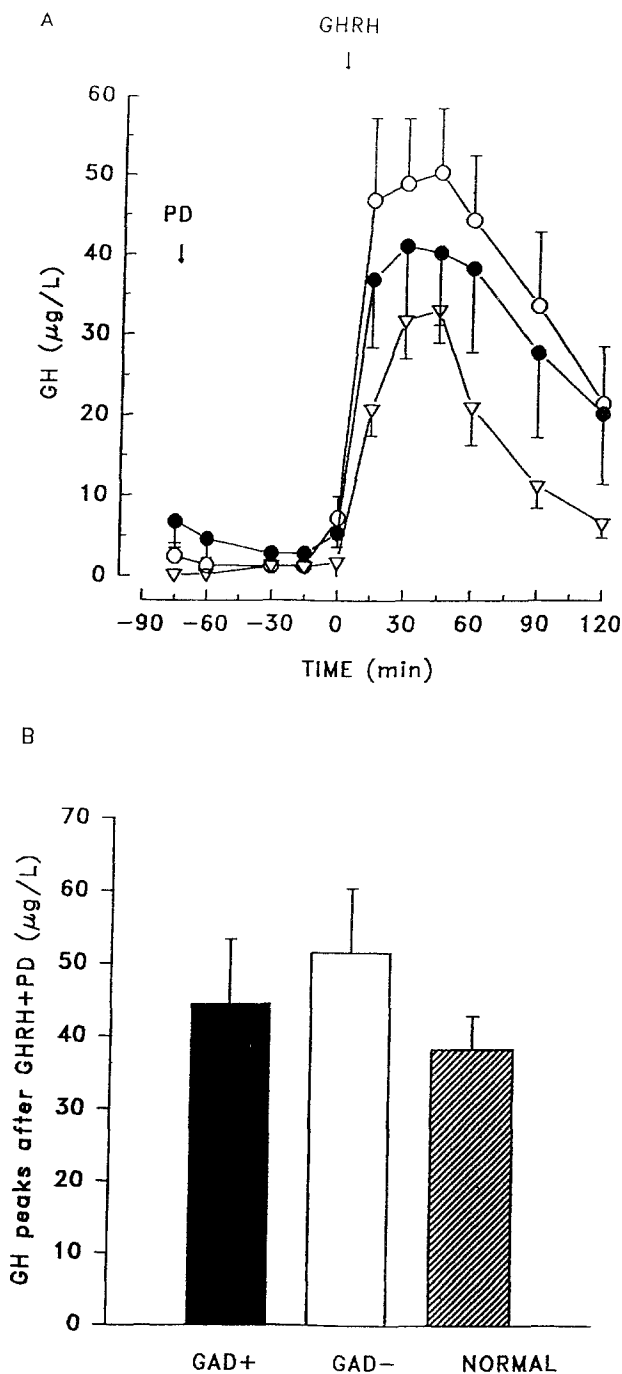 A
GHRH
↓
60
50
PD
↓
40
30
20
10
0
GH (μg/L)
−90 −60 −30 0 30 60 90 120
TIME (min)
B
70
60
50
40
30
20
10
0
GH peaks after GHRH+PD (μg/L)
GAD+ GAD− NORMAL